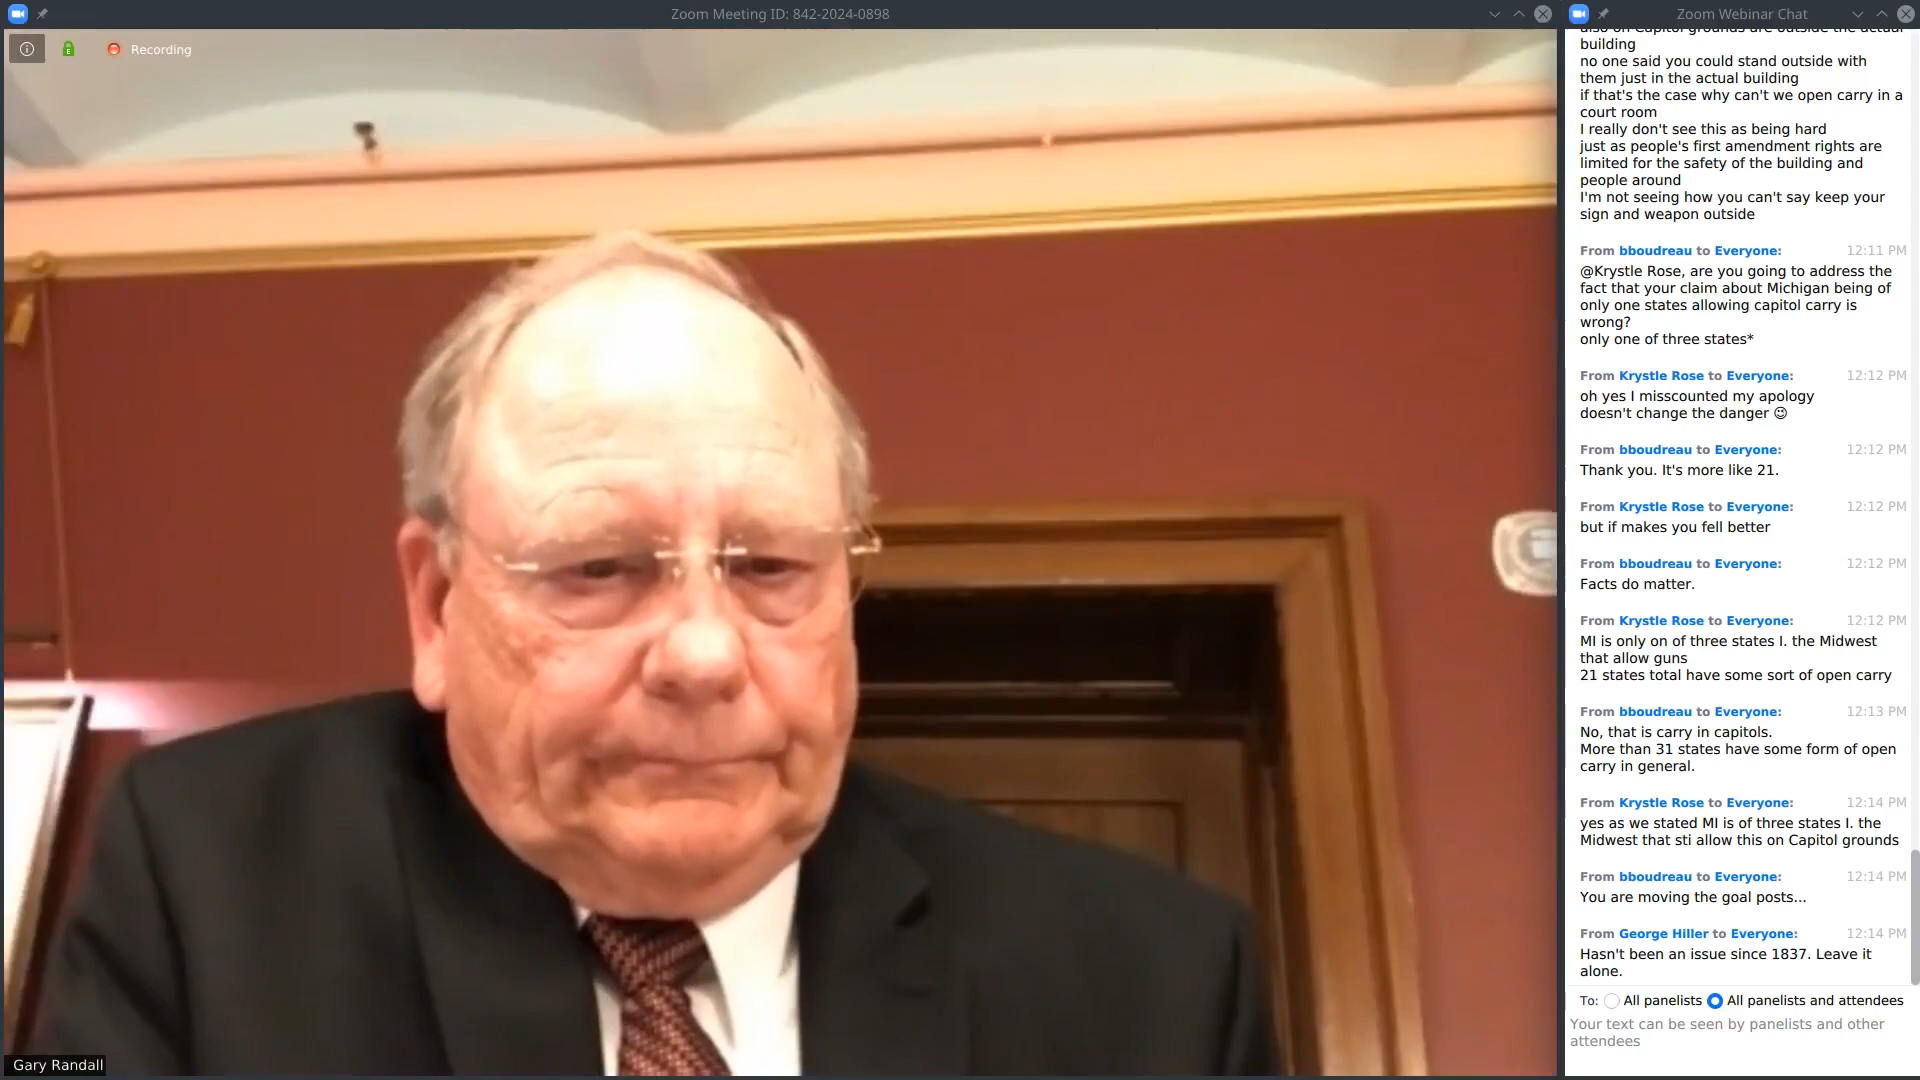 Zoom Meeting ID: 842-2024-0898
Recording
Gary Randall
Zoom Webinar Chat
also on Capitol grounds are outside the actual
building
no one said you could stand outside with
them just in the actual building
if that's the case why can't we open carry in a
court room
I really don't see this as being hard
just as people's first amendment rights are
limited for the safety of the building and
people around
I'm not seeing how you can't say keep your
sign and weapon outside
From bboudreau to Everyone: 12:11 PM
@Krystle Rose, are you going to address the
fact that your claim about Michigan being of
only one states allowing capitol carry is
wrong?
only one of three states*
From Krystle Rose to Everyone: 12:12 PM
oh yes I misscounted my apology
doesn't change the danger 😉
From bboudreau to Everyone: 12:12 PM
Thank you. It's more like 21.
From Krystle Rose to Everyone: 12:12 PM
but if makes you fell better
From bboudreau to Everyone: 12:12 PM
Facts do matter.
From Krystle Rose to Everyone: 12:12 PM
MI is only on of three states I. the Midwest
that allow guns
21 states total have some sort of open carry
From bboudreau to Everyone: 12:13 PM
No, that is carry in capitols.
More than 31 states have some form of open
carry in general.
From Krystle Rose to Everyone: 12:14 PM
yes as we stated MI is of three states I. the
Midwest that sti allow this on Capitol grounds
From bboudreau to Everyone: 12:14 PM
You are moving the goal posts...
From George Hiller to Everyone: 12:14 PM
Hasn't been an issue since 1837. Leave it
alone.
To: All panelists All panelists and attendees
Your text can be seen by panelists and other
attendees